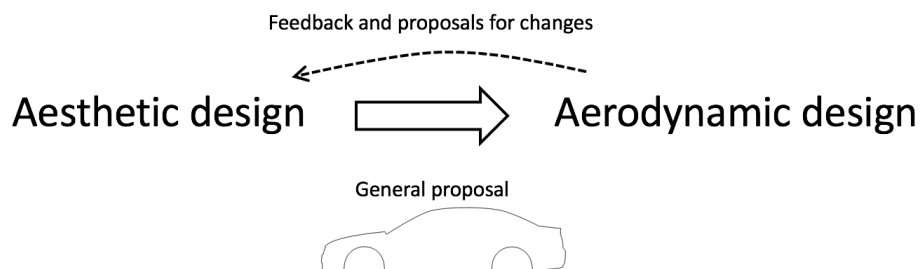 Feedback and proposals for changes
Aesthetic design
Aerodynamic design
General proposal